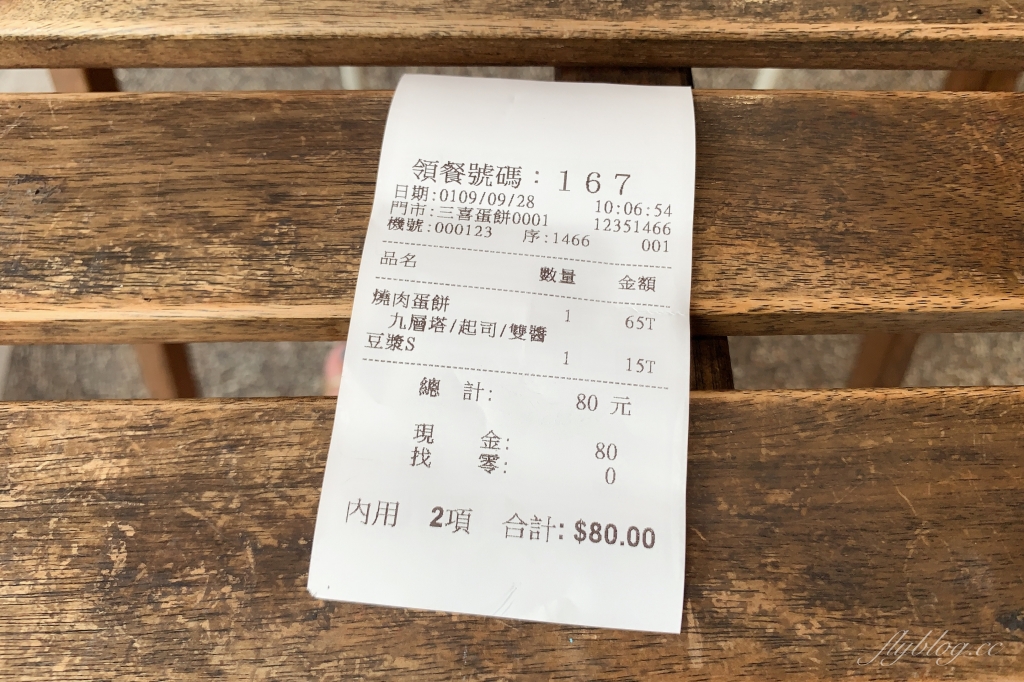 領餐號碼：167
日期:0109/09/28 10:06:54
門市:三喜蛋餅0001 12351466
機號:000123 序:1466 001
品名 數量 金額
燒肉蛋餅 1 65T
九層塔/起司/雙醬
豆漿S 1 15T
總 計: 80 元
現 金: 80
找 零: 0
內用 2項 合計: $80.00
flyblog.cc